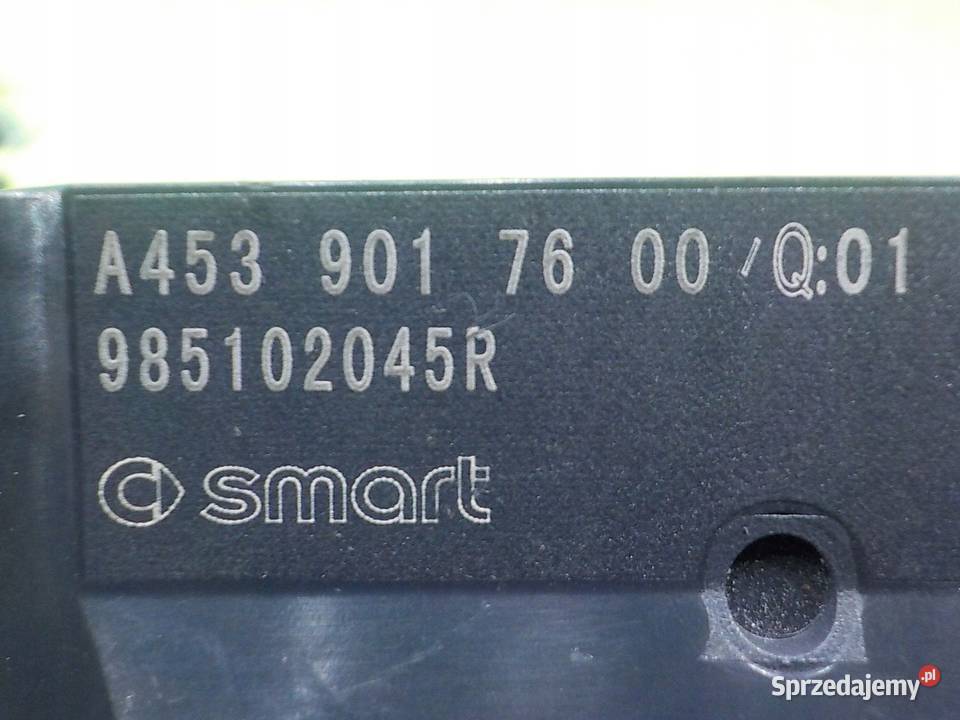 A453 901 76 00 / Q:01
985102045R
smart
Sprzedajemy.pl